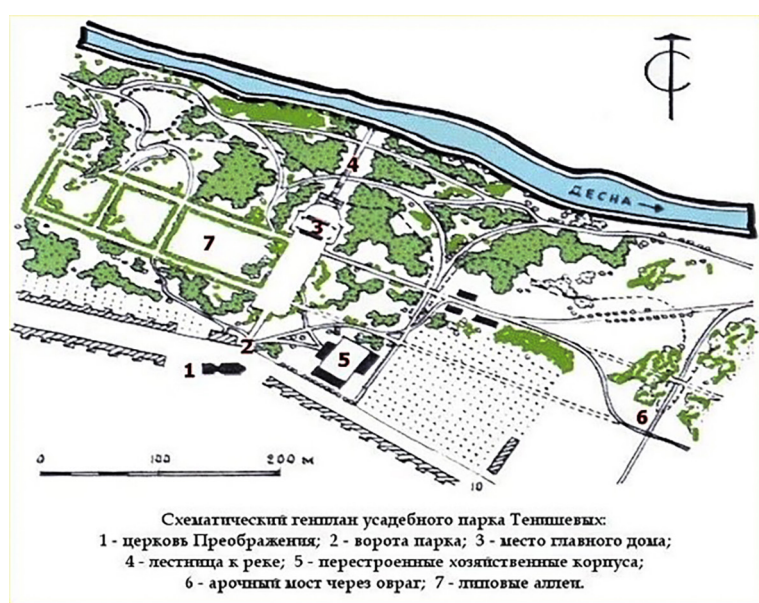 С
4
ДЕСНА
3
7
2
1
5
6
0 100 200 м
10
Схематический генплан усадебного парка Тенишевых:
1 - церковь Преображения; 2 - ворота парка; 3 - место главного дома;
4 - лестница к реке; 5 - перестроенные хозяйственные корпуса;
6 - арочный мост через овраг; 7 - липовые аллеи.